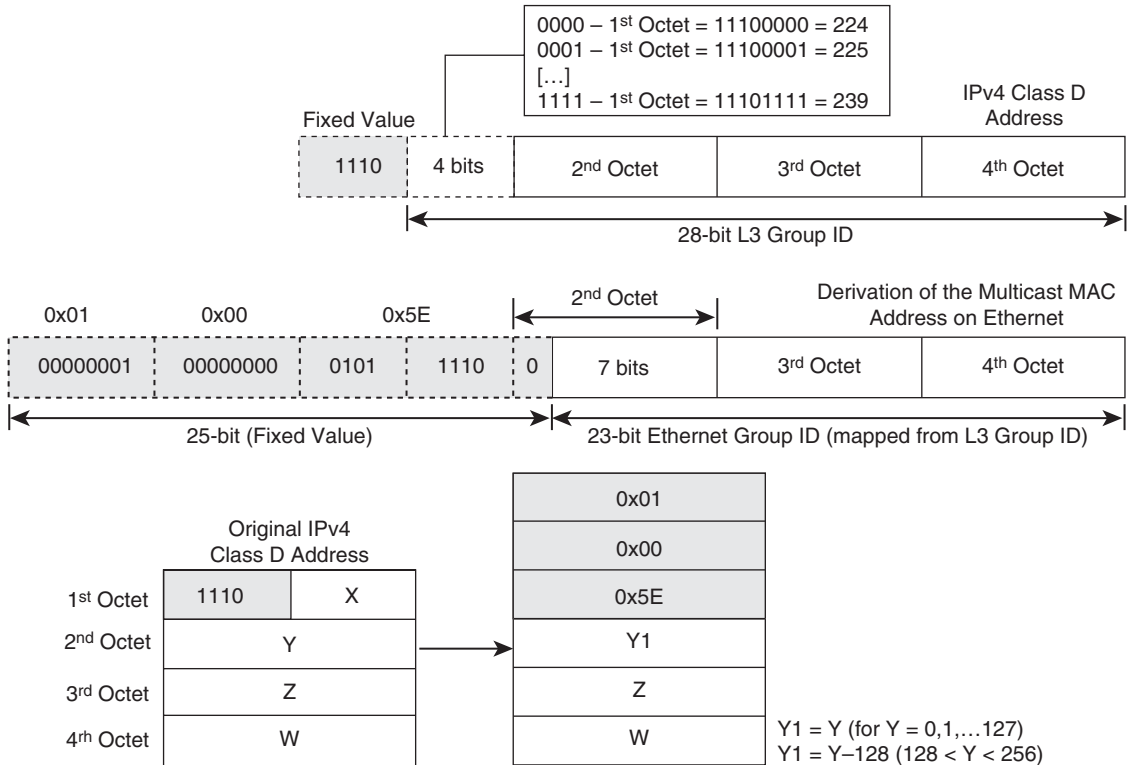 0000 – 1st Octet = 11100000 = 224
0001 – 1st Octet = 11100001 = 225
[…]
1111 – 1st Octet = 11101111 = 239
IPv4 Class D
Address
Fixed Value
1110 4 bits 2nd Octet 3rd Octet 4th Octet
28-bit L3 Group ID
2nd Octet
Derivation of the Multicast MAC
Address on Ethernet
0x01 0x00 0x5E
00000001 00000000 0101 1110 0 7 bits 3rd Octet 4th Octet
25-bit (Fixed Value) 23-bit Ethernet Group ID (mapped from L3 Group ID)
Original IPv4
Class D Address
1st Octet 1110 X
2nd Octet Y
3rd Octet Z
4rh Octet W
0x01
0x00
0x5E
Y1
Z
W
Y1 = Y (for Y = 0,1,…127)
Y1 = Y–128 (128 < Y < 256)